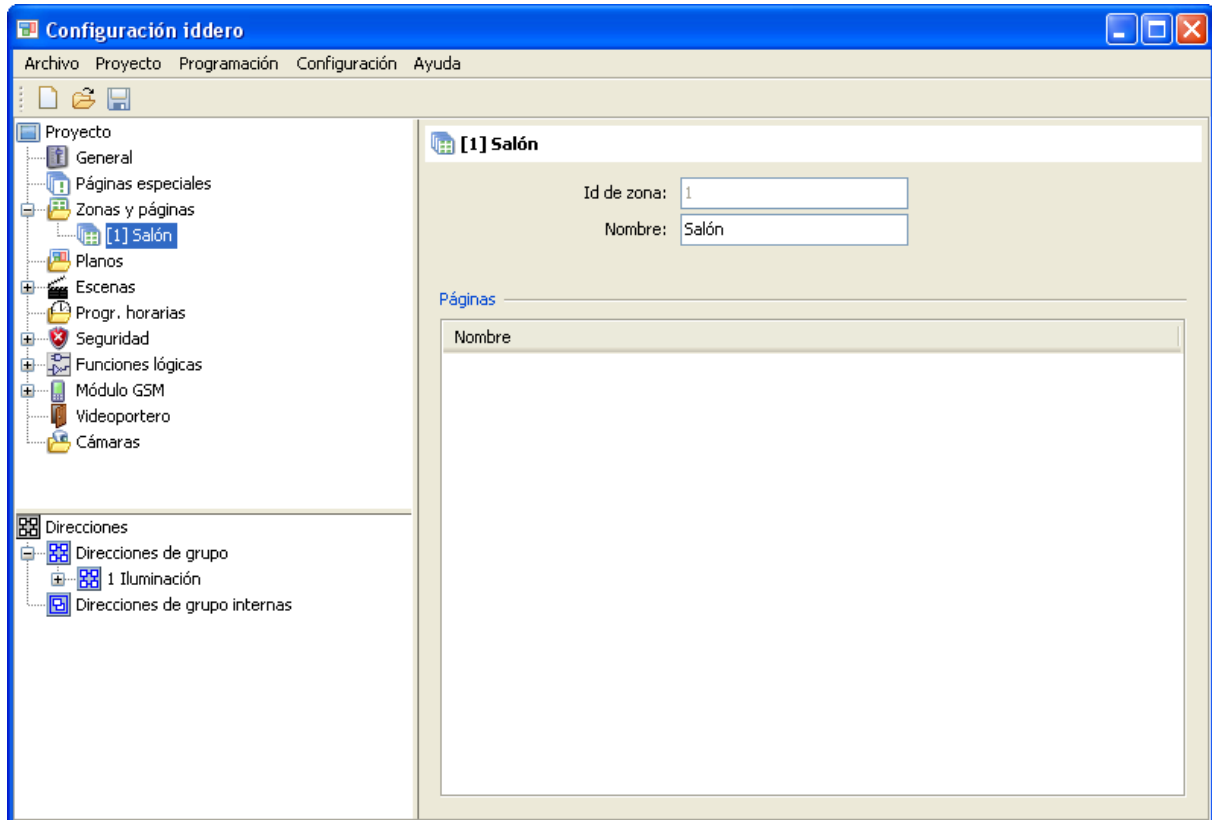 Configuración iddero
Archivo Proyecto Programación Configuración Ayuda
Proyecto
General
Páginas especiales
Zonas y páginas
[1] Salón
Planos
Escenas
Progr. horarias
Seguridad
Funciones lógicas
Módulo GSM
Videoportero
Cámaras
Direcciones
Direcciones de grupo
1 Iluminación
Direcciones de grupo internas
[1] Salón
Id de zona: 1
Nombre: Salón
Páginas
Nombre